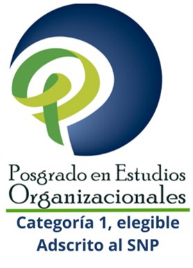 Posgrado en Estudios
Organizacionales
Categoría 1, elegible
Adscrito al SNP